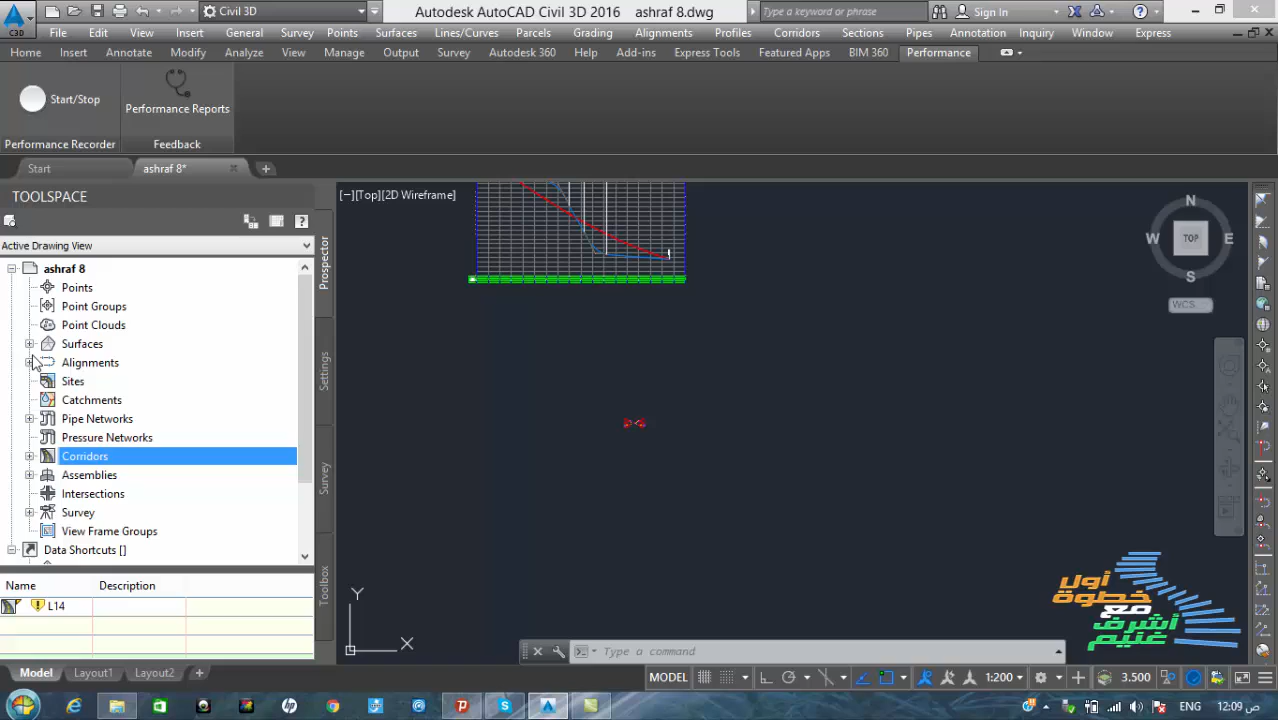 Civil 3D
Autodesk AutoCAD Civil 3D 2016 ashraf 8.dwg
Type a keyword or phrase
Sign In
C3D
File Edit View Insert General Survey Points Surfaces Lines/Curves Parcels Grading Alignments Profiles Corridors Sections Pipes Annotation Inquiry Window Express
Home Insert Annotate Modify Analyze View Manage Output Survey Autodesk 360 Help Add-ins Express Tools Featured Apps BIM 360 Performance
Start/Stop
Performance Reports
Performance Recorder Feedback
Start ashraf 8*
TOOLSPACE
[−][Top][2D Wireframe]
Active Drawing View
ashraf 8
Points
Point Groups
Point Clouds
Surfaces
Alignments
Sites
Catchments
Pipe Networks
Pressure Networks
Corridors
Assemblies
Intersections
Survey
View Frame Groups
Data Shortcuts []
Name Description
L14
Prospector
Settings
Survey
Toolbox
N
W TOP E
S
WCS
Y
X
أول
خطوة
مع
أشرف
غنيم
Type a command
Model Layout1 Layout2 +
MODEL 1:200 3.500
EN 12:09 ص